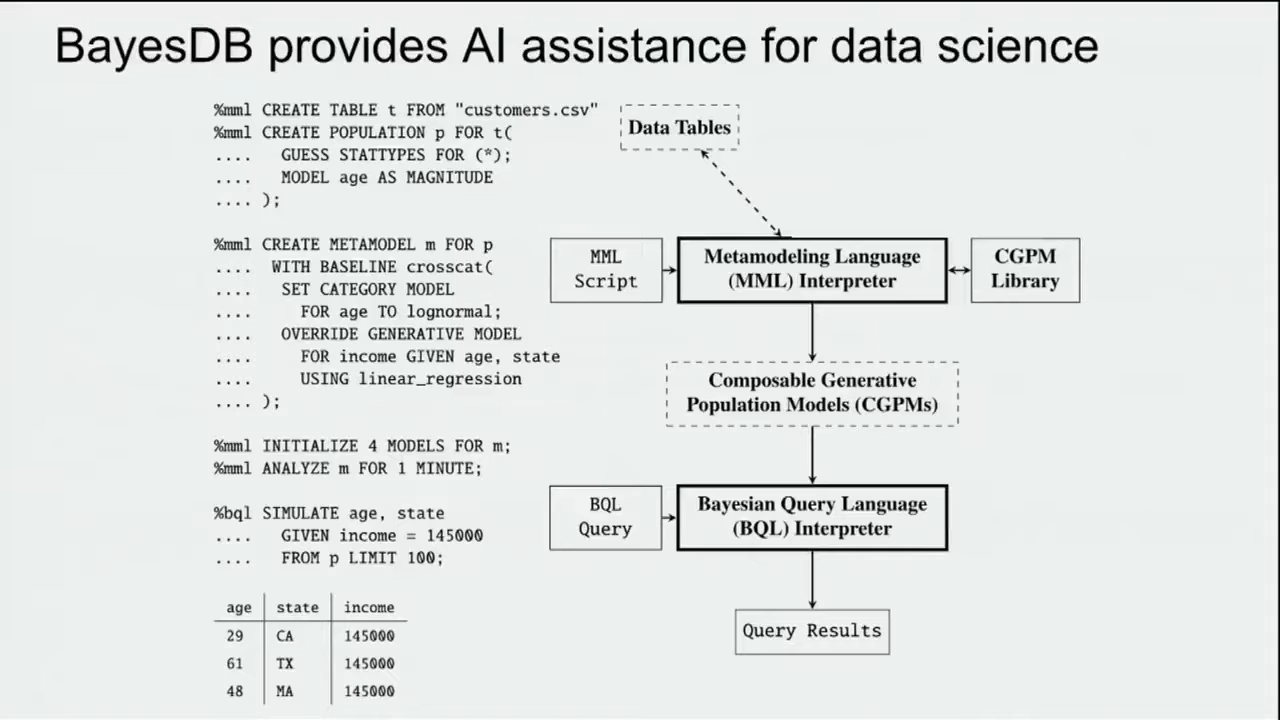 BayesDB provides AI assistance for data science
%mml CREATE TABLE t FROM "customers.csv"
%mml CREATE POPULATION p FOR t(
.... GUESS STATTYPES FOR (*);
.... MODEL age AS MAGNITUDE
.... );
%mml CREATE METAMODEL m FOR p
.... WITH BASELINE crosscat(
.... SET CATEGORY MODEL
.... FOR age TO lognormal;
.... OVERRIDE GENERATIVE MODEL
.... FOR income GIVEN age, state
.... USING linear_regression
.... );
%mml INITIALIZE 4 MODELS FOR m;
%mml ANALYZE m FOR 1 MINUTE;
%bql SIMULATE age, state
.... GIVEN income = 145000
.... FROM p LIMIT 100;
age state income
29 CA 145000
61 TX 145000
48 MA 145000
Data Tables
MML
Script
Metamodeling Language
(MML) Interpreter
CGPM
Library
Composable Generative
Population Models (CGPMs)
BQL
Query
Bayesian Query Language
(BQL) Interpreter
Query Results